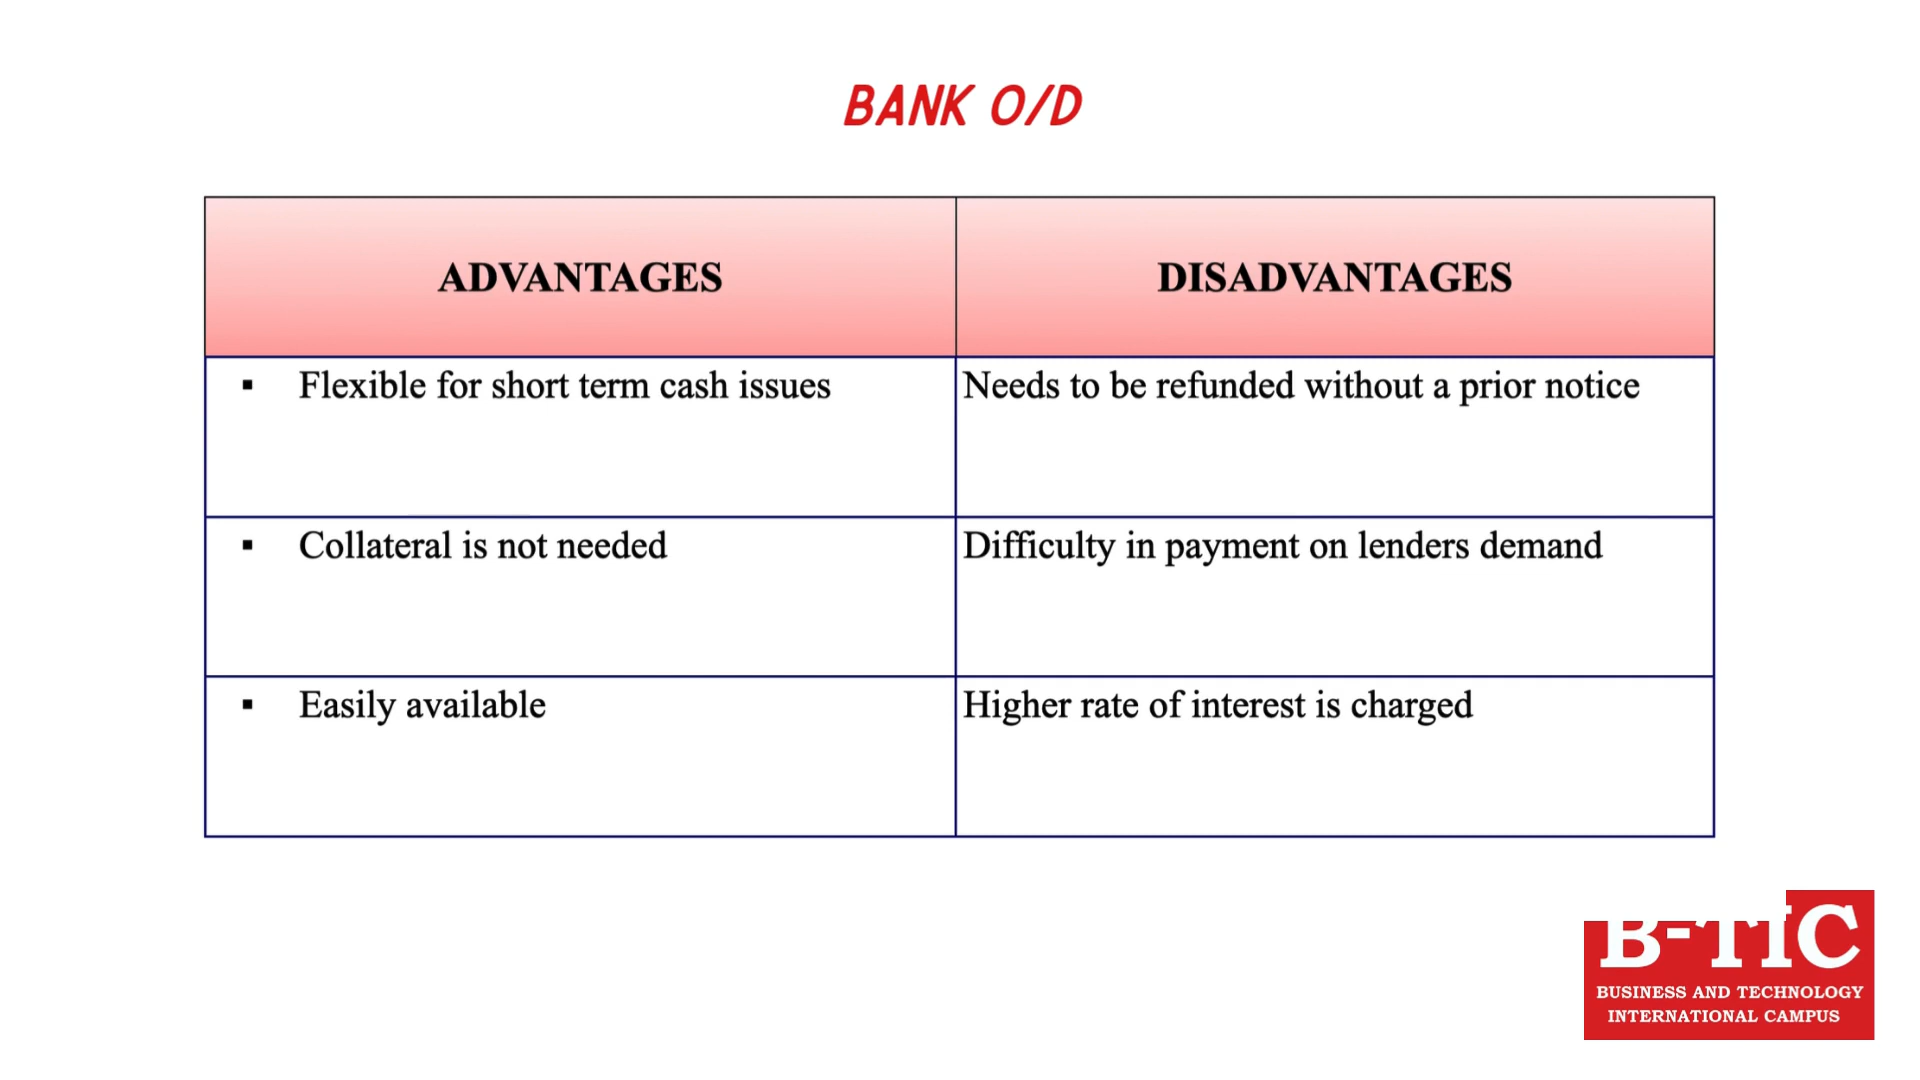 BANK O/D
ADVANTAGES
DISADVANTAGES
▪ Flexible for short term cash issues
Needs to be refunded without a prior notice
▪ Collateral is not needed
Difficulty in payment on lenders demand
▪ Easily available
Higher rate of interest is charged
B-TIC
BUSINESS AND TECHNOLOGY
INTERNATIONAL CAMPUS